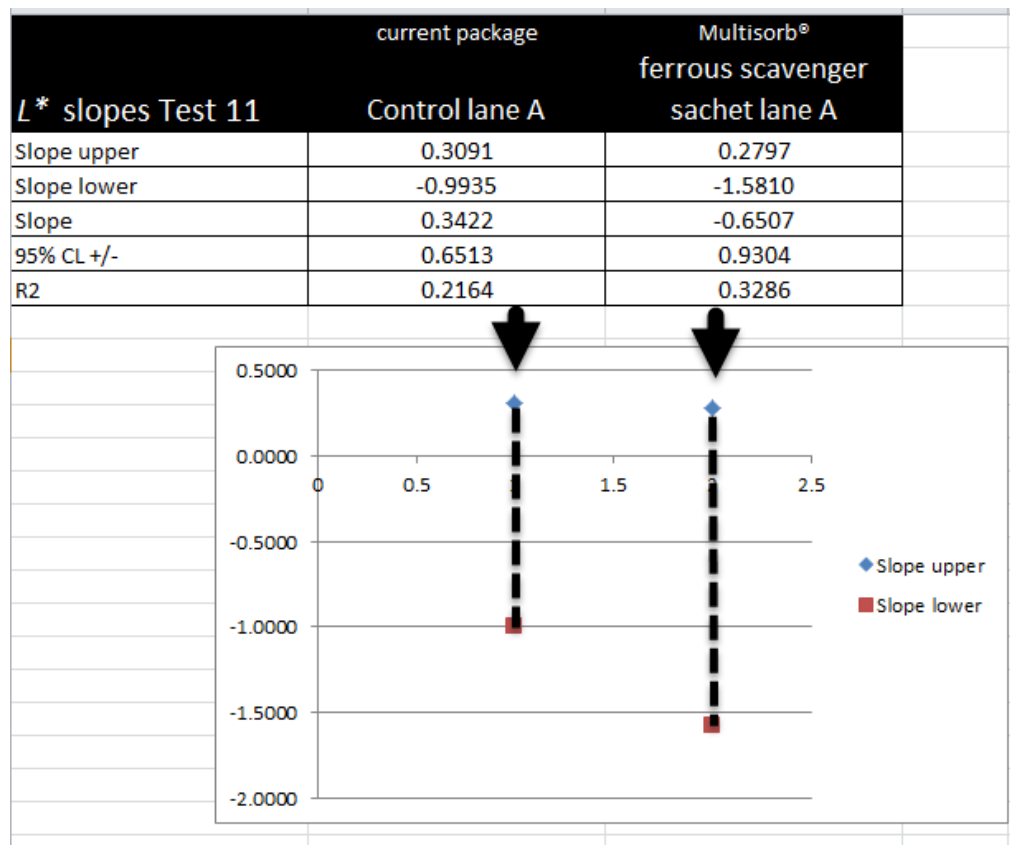 current package Multisorb®
ferrous scavenger
L* slopes Test 11 Control lane A sachet lane A
Slope upper 0.3091 0.2797
Slope lower -0.9935 -1.5810
Slope 0.3422 -0.6507
95% CL +/- 0.6513 0.9304
R2 0.2164 0.3286
0.5000
0.0000
0 0.5 1.5 2.5
-0.5000
Slope upper
Slope lower
-1.0000
-1.5000
-2.0000